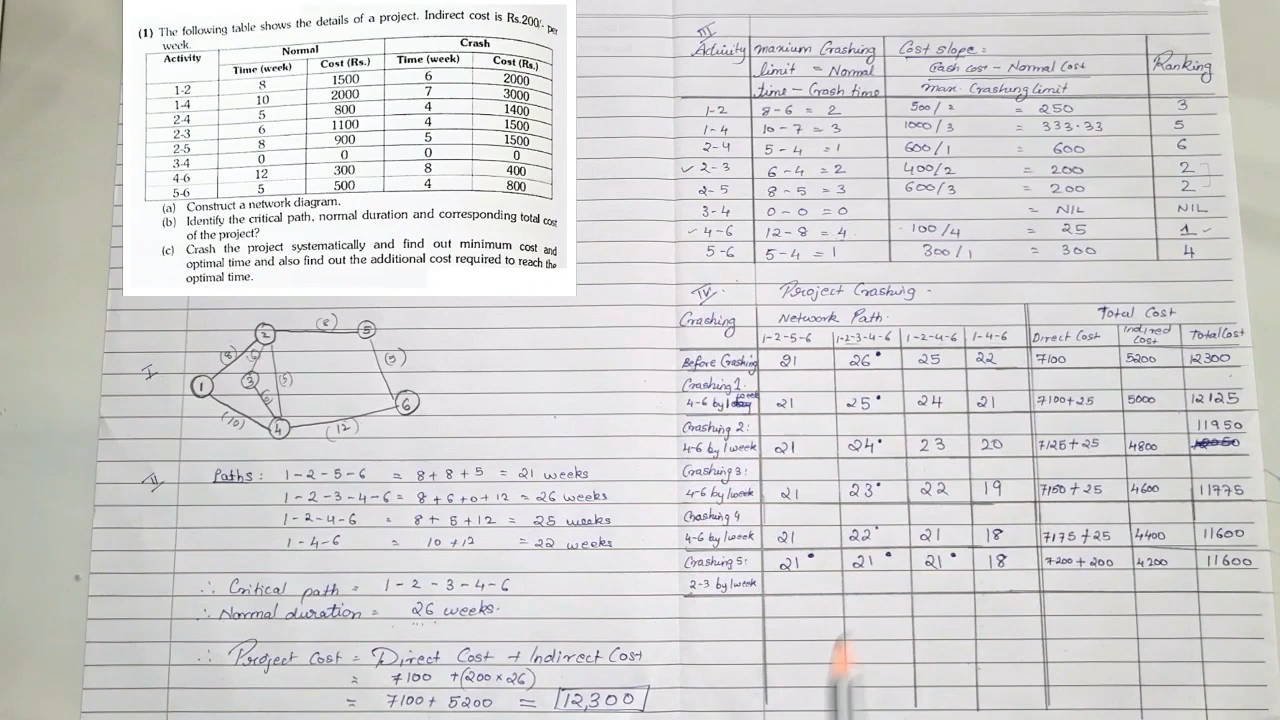 (1) The following table shows the details of a project. Indirect cost is Rs.200/. per week.
Activity Normal Crash
Time (week) Cost (Rs.) Time (week) Cost (Rs.)
1-2 8 1500 6 2000
1-4 10 2000 7 3000
2-4 5 800 4 1400
2-3 6 1100 4 1500
2-5 8 900 5 1500
3-4 0 0 0 0
4-6 12 300 8 400
5-6 5 500 4 800
(a) Construct a network diagram.
(b) Identify the critical path, normal duration and corresponding total cost
of the project?
(c) Crash the project systematically and find out minimum cost and
optimal time and also find out the additional cost required to reach the
optimal time.
I
1 2 3 4 5 6
(8) (8) (6) (5) (0) (5) (10) (12)
II
Paths: 1-2-5-6 = 8+8+5 = 21 weeks
1-2-3-4-6 = 8+6+0+12 = 26 weeks
1-2-4-6 = 8+5+12 = 25 weeks
1-4-6 = 10+12 = 22 weeks
∴ Critical path = 1-2-3-4-6
∴ Normal duration = 26 weeks.
∴ Project Cost = Direct Cost + Indirect Cost
= 7100 + (200×26)
= 7100 + 5200 = 12,300
III
Activity maxium Crashing limit = Normal time - Crash time Cost slope = Cash cost - Normal Cost max. Crashing limit Ranking
1-2 8-6 = 2 500/2 = 250 3
1-4 10-7 = 3 1000/3 = 333.33 5
2-4 5-4 = 1 600/1 = 600 6
✓ 2-3 6-4 = 2 400/2 = 200 2
2-5 8-5 = 3 600/3 = 200 2
3-4 0-0 = 0 = NIL NIL
✓ 4-6 12-8 = 4 100/4 = 25 1 ✓
5-6 5-4 = 1 300/1 = 300 4
IV Project Crashing.
Crashing Network Path. Total Cost
1-2-5-6 1-2-3-4-6 1-2-4-6 1-4-6 Direct Cost Indirect Cost Total Cost
Before Crashing 21 26• 25 22 7100 5200 12300
Crashing 1.
4-6 by 1 week 21 25• 24 21 7100+25 5000 12125
Crashing 2: 11950
4-6 by 1 week 21 24• 23 20 7125+25 4800
Crashing 3:
4-6 by 1 week 21 23• 22 19 7150+25 4600 11775
Crashing 4
4-6 by 1 week 21 22• 21 18 7175+25 4400 11600
Crashing 5: 21• 21• 21• 18 7200+200 4200 11600
2-3 by 1 week